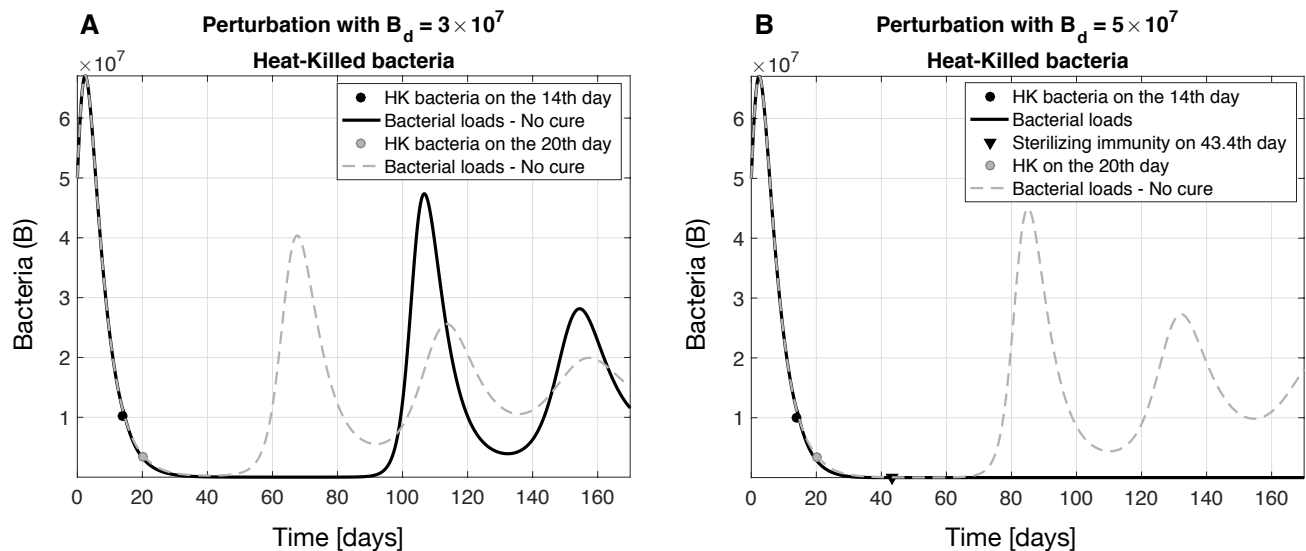 A
Perturbation with B_d = 3×10^7
Heat-Killed bacteria
×10^7
HK bacteria on the 14th day
Bacterial loads - No cure
HK bacteria on the 20th day
Bacterial loads - No cure
6
5
4
3
2
1
0 20 40 60 80 100 120 140 160
Bacteria (B)
Time [days]
B
Perturbation with B_d = 5×10^7
Heat-Killed bacteria
×10^7
HK bacteria on the 14th day
Bacterial loads
Sterilizing immunity on 43.4th day
HK on the 20th day
Bacterial loads - No cure
6
5
4
3
2
1
0 20 40 60 80 100 120 140 160
Bacteria (B)
Time [days]